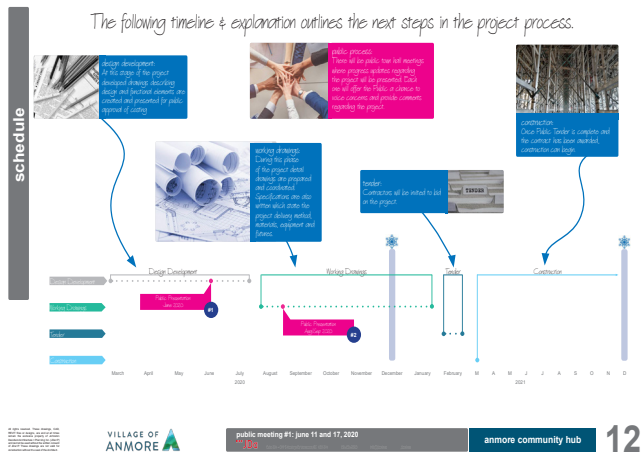 The following timeline & explanation outlines the next steps in the project process.
schedule
design development:
At this stage of the project
developed drawings describing
design and functional elements are
created and presented for public
approval of costing.
public process:
There will be public town hall meetings
where progress updates regarding
the project will be presented. Each
one will offer the Public a chance to
voice concerns and provide comments
regarding the project.
construction:
Once Public Tender is complete and
the contract has been awarded,
construction can begin.
working drawings:
During this phase
of the project detail
drawings are prepared
and coordinated.
Specifications are also
written which state the
project delivery method,
materials, equipment and
fixtures.
tender:
Contractors will be invited to bid
on the project.
TENDER
Design Development
Working Drawings
Tender
Construction
Design Development
Working Drawings
Tender
Construction
Public Presentation
June 2020
#1
Public Presentation
Aug/Sept 2020
#2
March April May June July August September October November December January February M A M J J A S O N D
2020 2021
VILLAGE OF
ANMORE
public meeting #1: june 11 and 17, 2020
anmore community hub
12